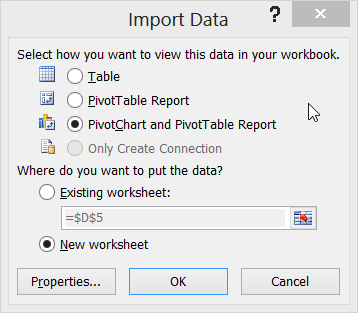 Import Data
?
Select how you want to view this data in your workbook.
Table
PivotTable Report
PivotChart and PivotTable Report
Only Create Connection
Where do you want to put the data?
Existing worksheet:
=$D$5
New worksheet
Properties... OK Cancel